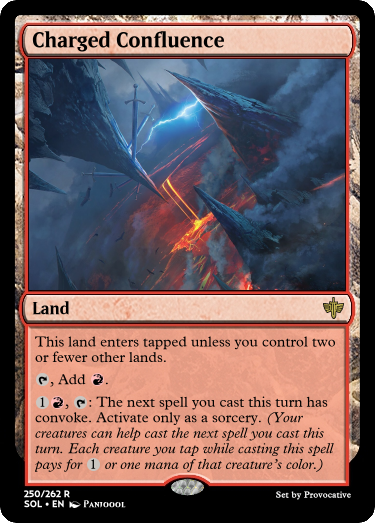 Charged Confluence
Land
This land enters tapped unless you control two
or fewer other lands.
, Add .
1 , : The next spell you cast this turn has
convoke. Activate only as a sorcery. (Your
creatures can help cast the next spell you cast this
turn. Each creature you tap while casting this spell
pays for 1 or one mana of that creature's color.)
250/262 R
SOL • EN Pantoool
Set by Provocative